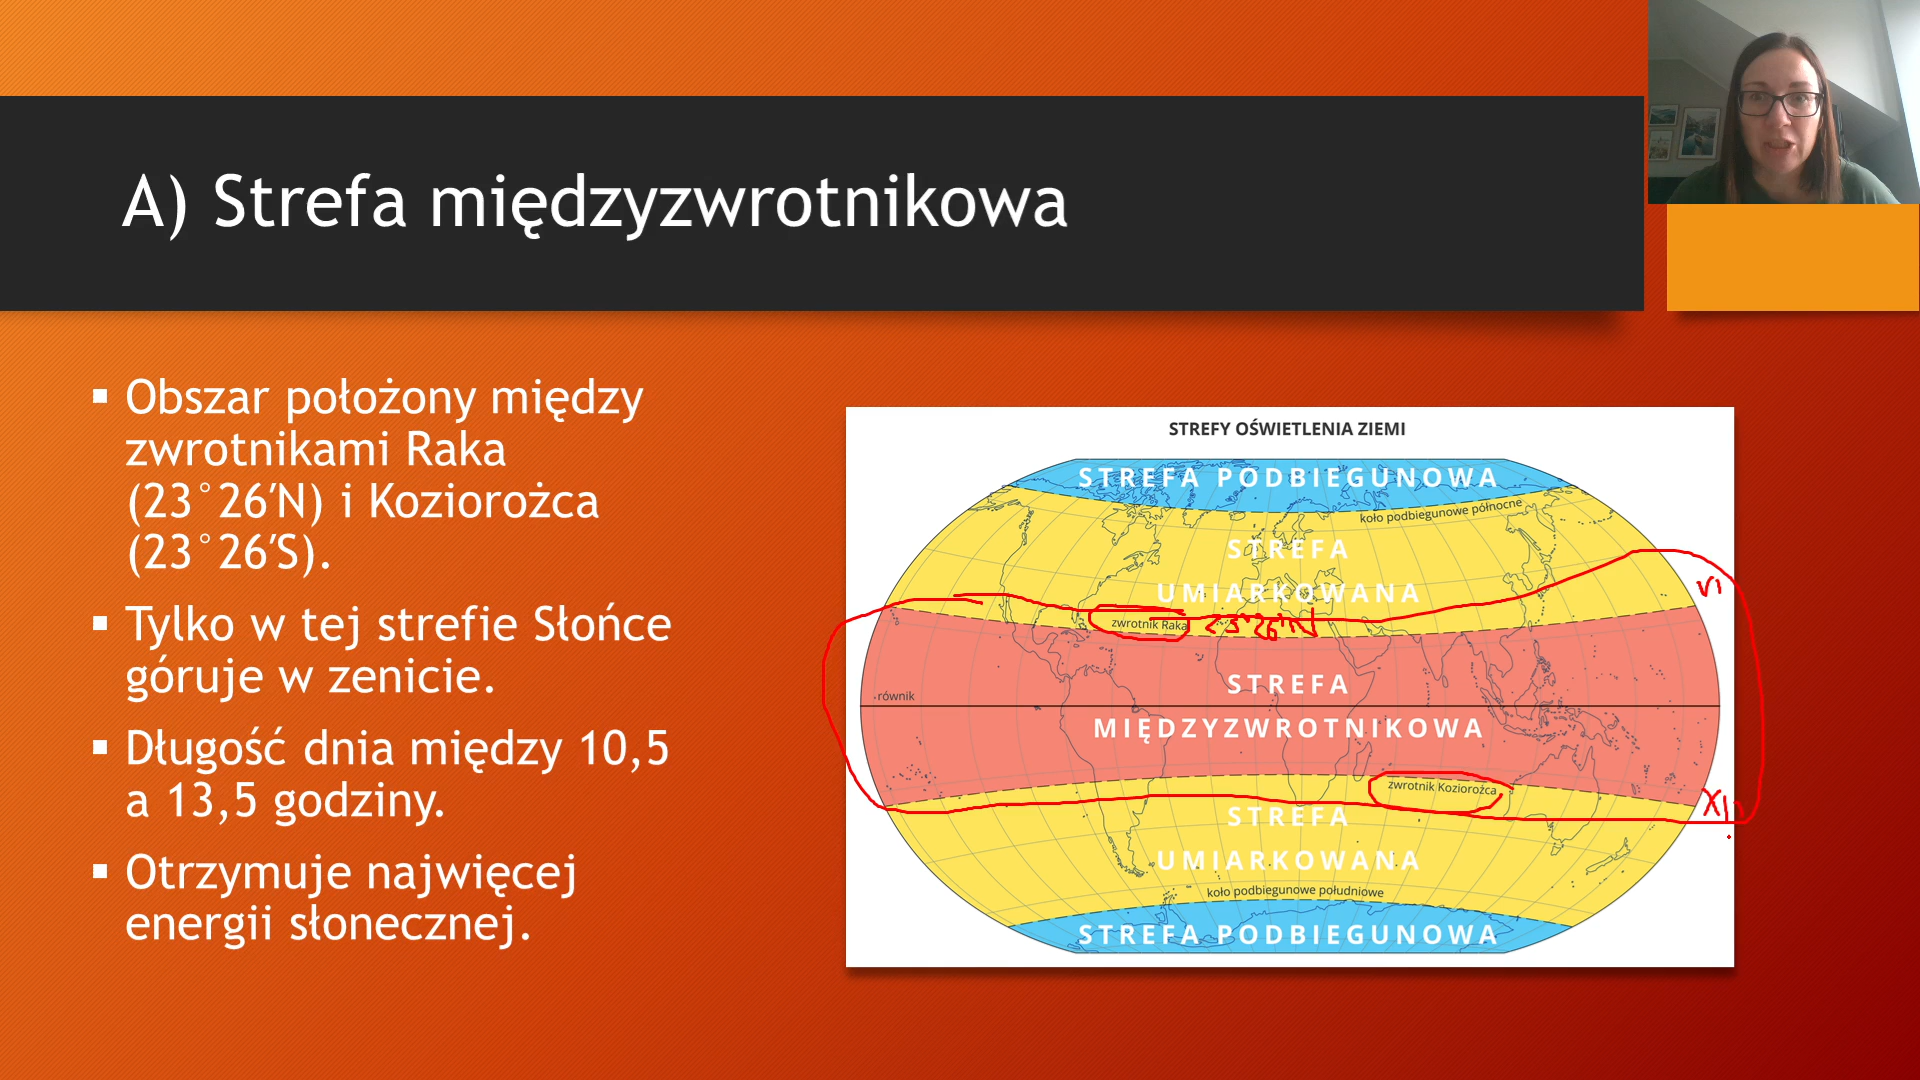 A) Strefa międzyzwrotnikowa
Obszar położony między
zwrotnikami Raka
(23°26′N) i Koziorożca
(23°26′S).
Tylko w tej strefie Słońce
góruje w zenicie.
Długość dnia między 10,5
a 13,5 godziny.
Otrzymuje najwięcej
energii słonecznej.
STREFY OŚWIETLENIA ZIEMI
STREFA PODBIEGUNOWA
koło podbiegunowe północne
STREFA
UMIARKOWANA
VI
zwrotnik Raka 23°26'N
STREFA
równik
MIĘDZYZWROTNIKOWA
zwrotnik Koziorożca
XII
STREFA
UMIARKOWANA
koło podbiegunowe południowe
STREFA PODBIEGUNOWA